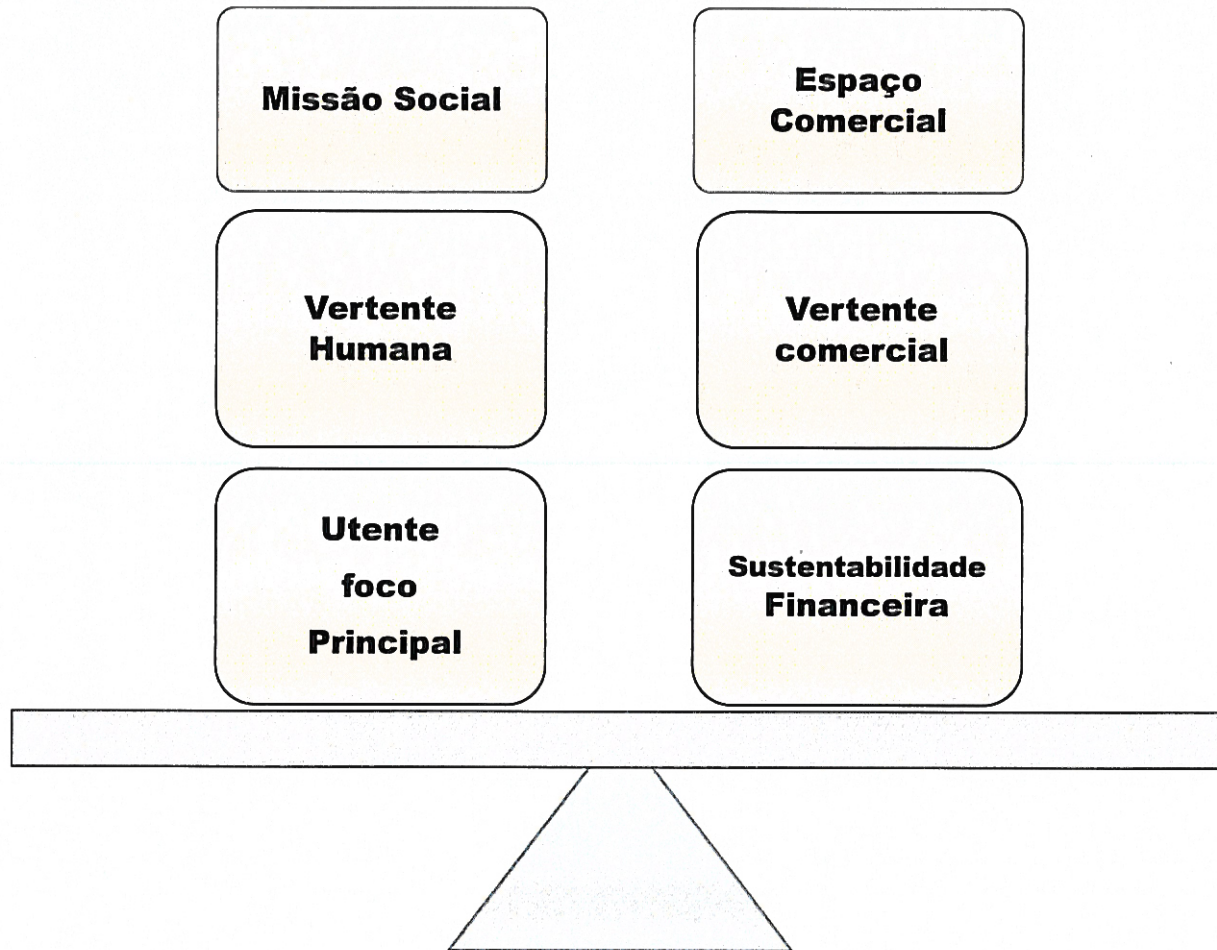 Missão Social
Espaço
Comercial
Vertente
Humana
Vertente
comercial
Utente
foco
Principal
Sustentabilidade
Financeira